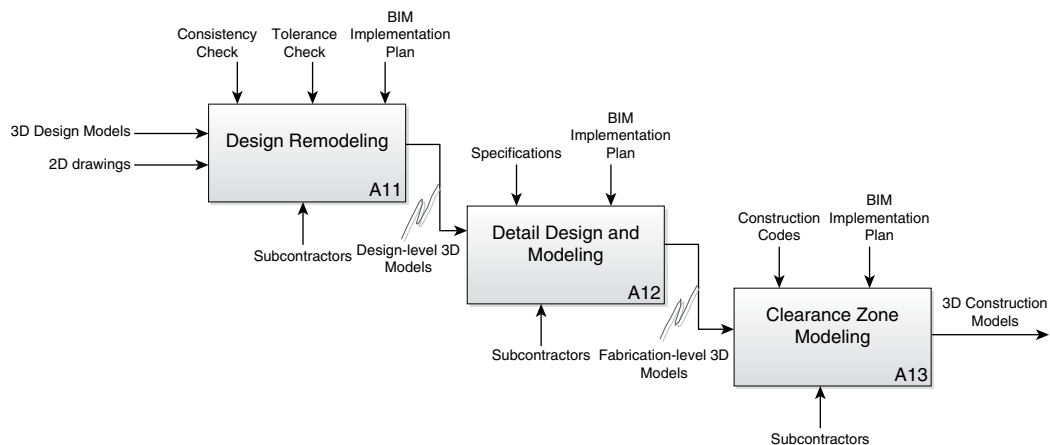 Consistency
Check
Tolerance
Check
BIM
Implementation
Plan
3D Design Models
2D drawings
Design Remodeling
A11
Subcontractors
Design-level 3D
Models
Specifications
BIM
Implementation
Plan
Detail Design and
Modeling
A12
Subcontractors
Fabrication-level 3D
Models
Construction
Codes
BIM
Implementation
Plan
Clearance Zone
Modeling
A13
3D Construction
Models
Subcontractors